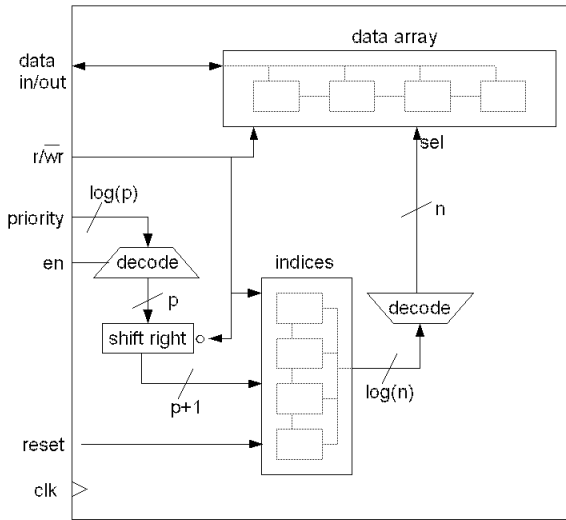 data array
data
in/out
sel
r/wr
log(p)
priority
n
en
decode
indices
p
decode
shift right
log(n)
p+1
reset
clk